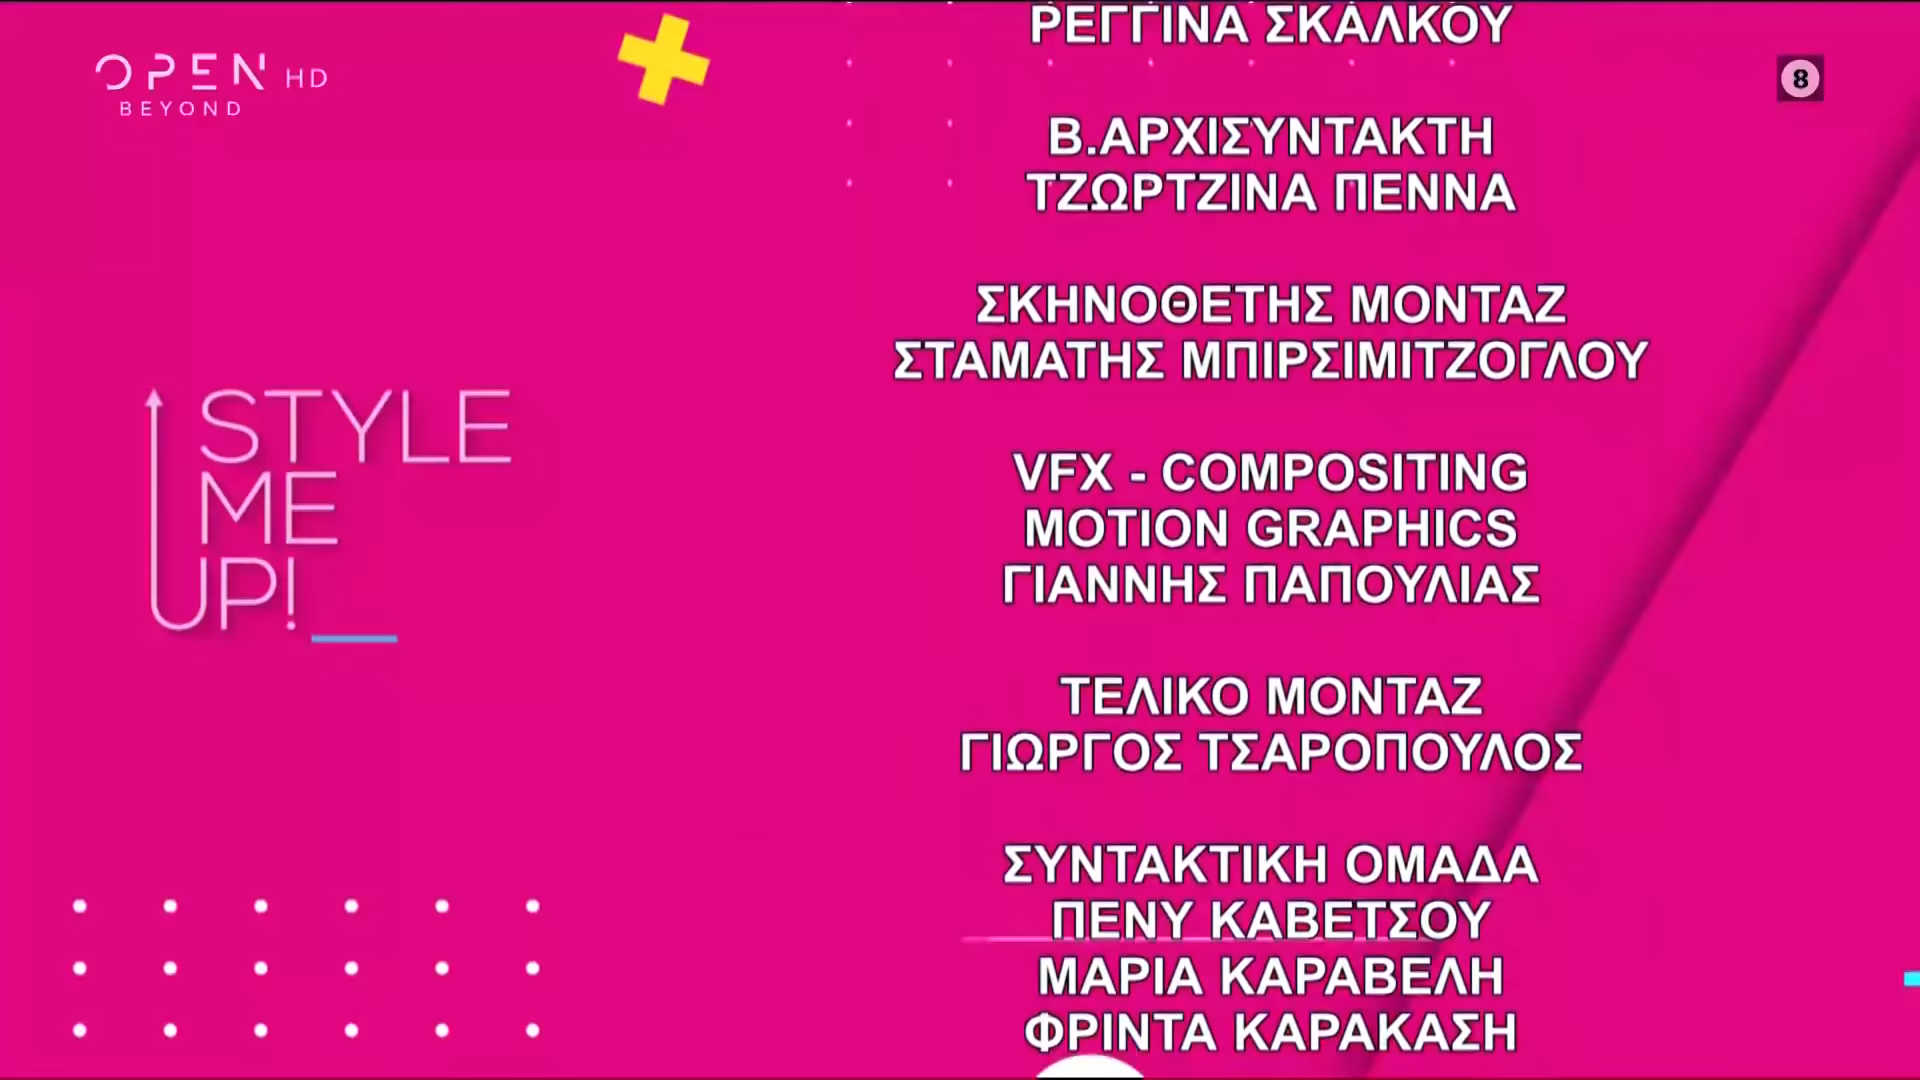 OPEN HD
BEYOND
8
STYLE
ME
UP!
ΡΕΓΓΙΝΑ ΣΚΑΛΚΟΥ
Β.ΑΡΧΙΣΥΝΤΑΚΤΗ
ΤΖΩΡΤΖΙΝΑ ΠΕΝΝΑ
ΣΚΗΝΟΘΕΤΗΣ ΜΟΝΤΑΖ
ΣΤΑΜΑΤΗΣ ΜΠΙΡΣΙΜΙΤΖΟΓΛΟΥ
VFX - COMPOSITING
MOTION GRAPHICS
ΓΙΑΝΝΗΣ ΠΑΠΟΥΛΙΑΣ
ΤΕΛΙΚΟ ΜΟΝΤΑΖ
ΓΙΩΡΓΟΣ ΤΣΑΡΟΠΟΥΛΟΣ
ΣΥΝΤΑΚΤΙΚΗ ΟΜΑΔΑ
ΠΕΝΥ ΚΑΒΕΤΣΟΥ
ΜΑΡΙΑ ΚΑΡΑΒΕΛΗ
ΦΡΙΝΤΑ ΚΑΡΑΚΑΣΗ